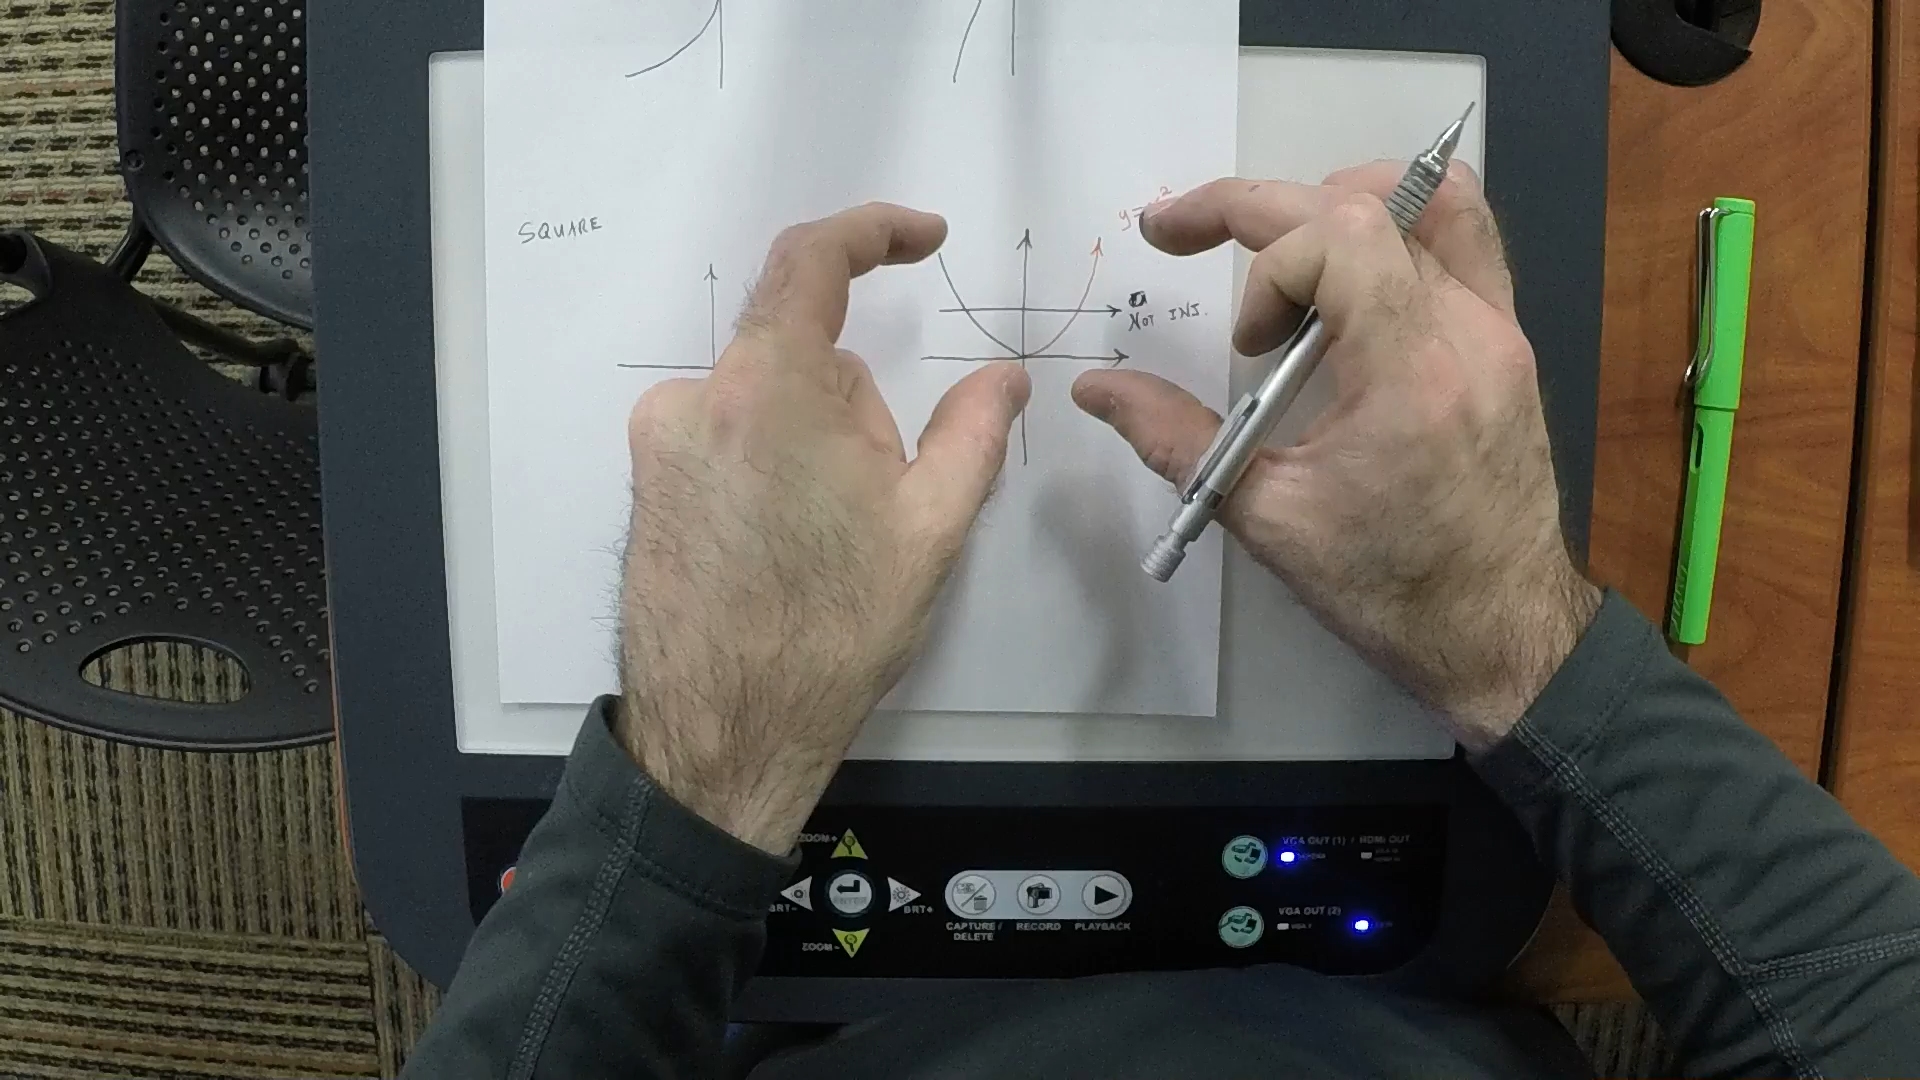 SQUARE
y=x²
NOT INJ.
ZOOM+
BRT-
ENTER
BRT+
ZOOM-
CAPTURE / DELETE
RECORD
PLAYBACK
VGA OUT (1) / HDMI OUT
VGA OUT (2)